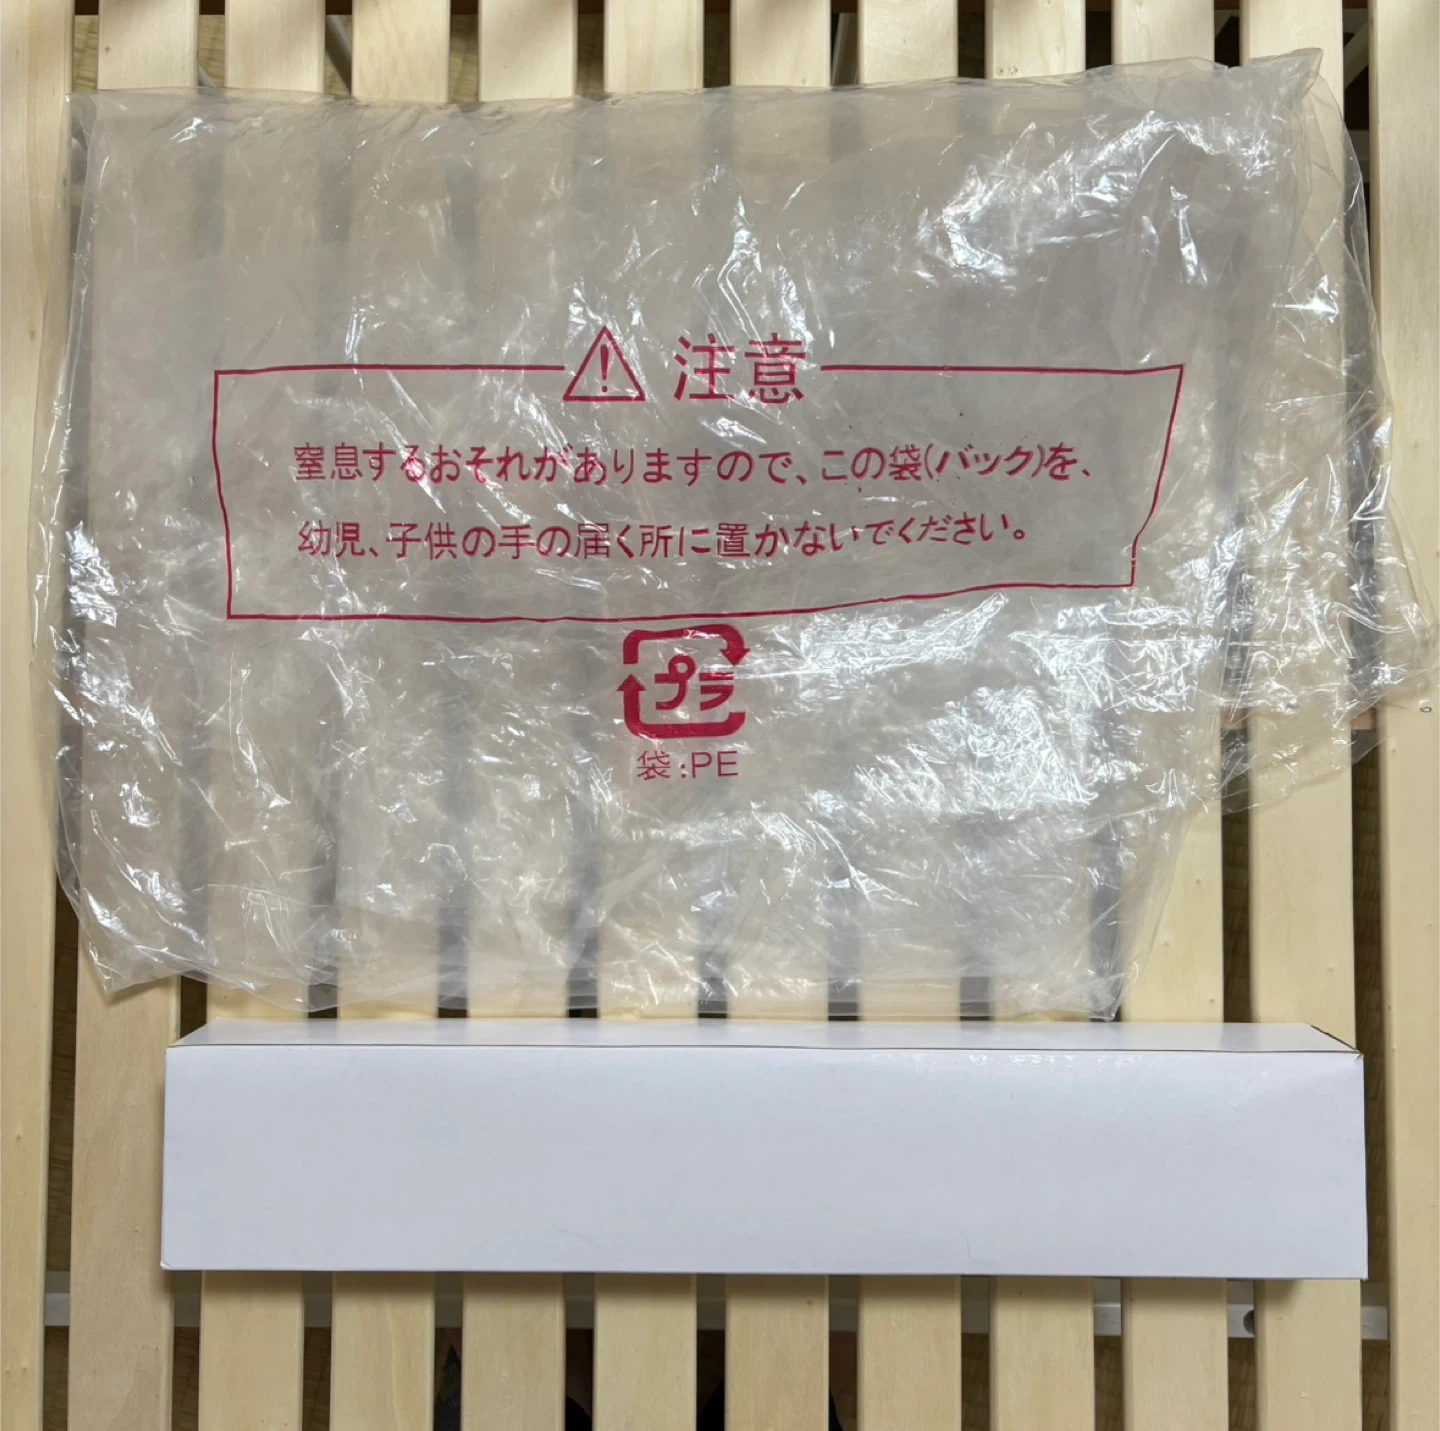 注意
窒息するおそれがありますので、この袋(バック)を、
幼児、子供の手の届く所に置かないでください。
プラ
袋:PE